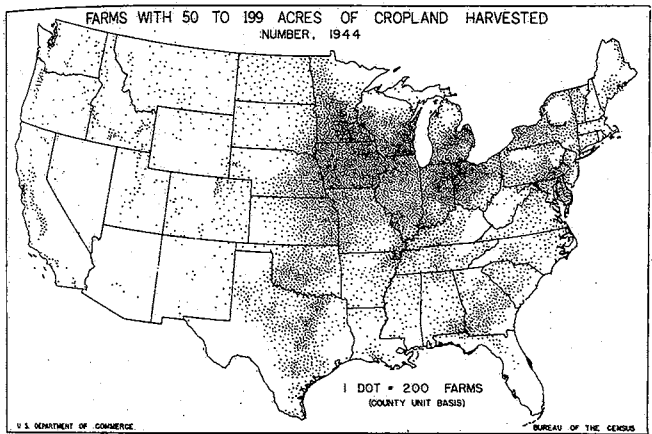 FARMS WITH 50 TO 199 ACRES OF CROPLAND HARVESTED
NUMBER, 1944
1 DOT = 200 FARMS
(COUNTY UNIT BASIS)
U.S. DEPARTMENT OF COMMERCE
BUREAU OF THE CENSUS